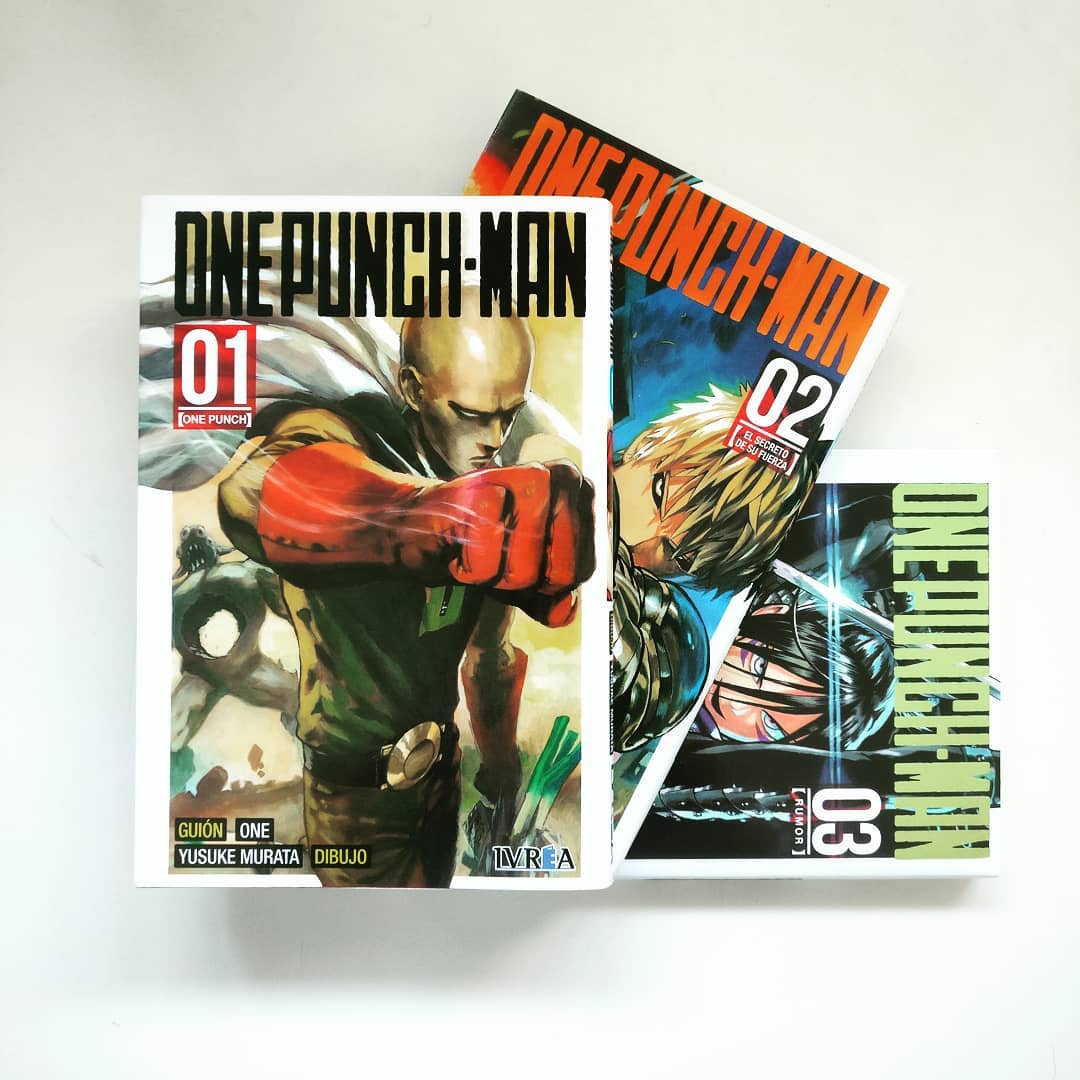 ONE PUNCH-MAN
01
[ONE PUNCH]
GUIÓN ONE
YUSUKE MURATA DIBUJO
IVREA
ONE PUNCH-MAN
02
[EL SECRETO
DE SU FUERZA]
ONE PUNCH-MAN
03
[RUMOR]